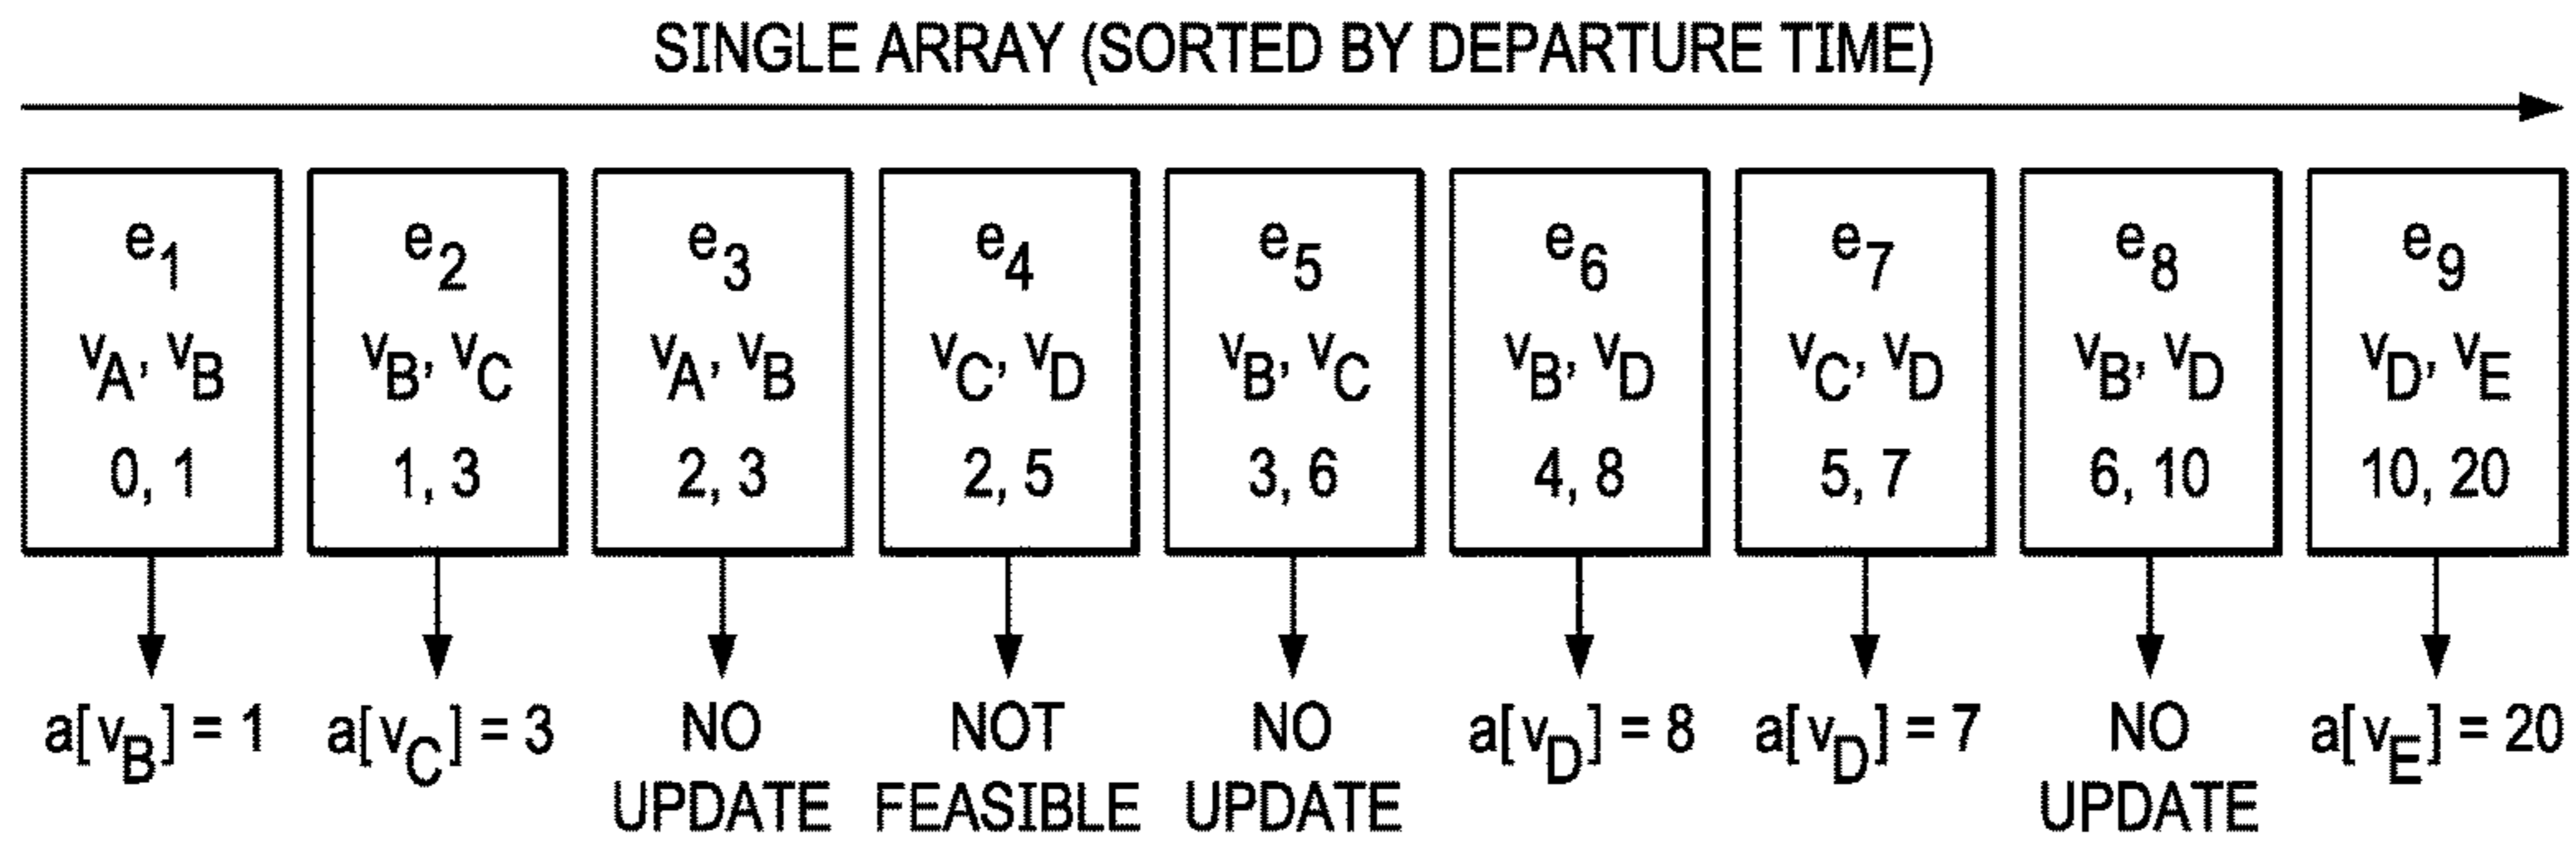 SINGLE ARRAY (SORTED BY DEPARTURE TIME)
e1 e2 e3 e4 e5 e6 e7 e8 e9
vA, vB vB, vC vA, vB vC, vD vB, vC vB, vD vC, vD vB, vD vD, vE
0, 1 1, 3 2, 3 2, 5 3, 6 4, 8 5, 7 6, 10 10, 20
a[vB] = 1 a[vC] = 3 NO NOT NO a[vD] = 8 a[vD] = 7 NO a[vE] = 20
UPDATE FEASIBLE UPDATE UPDATE